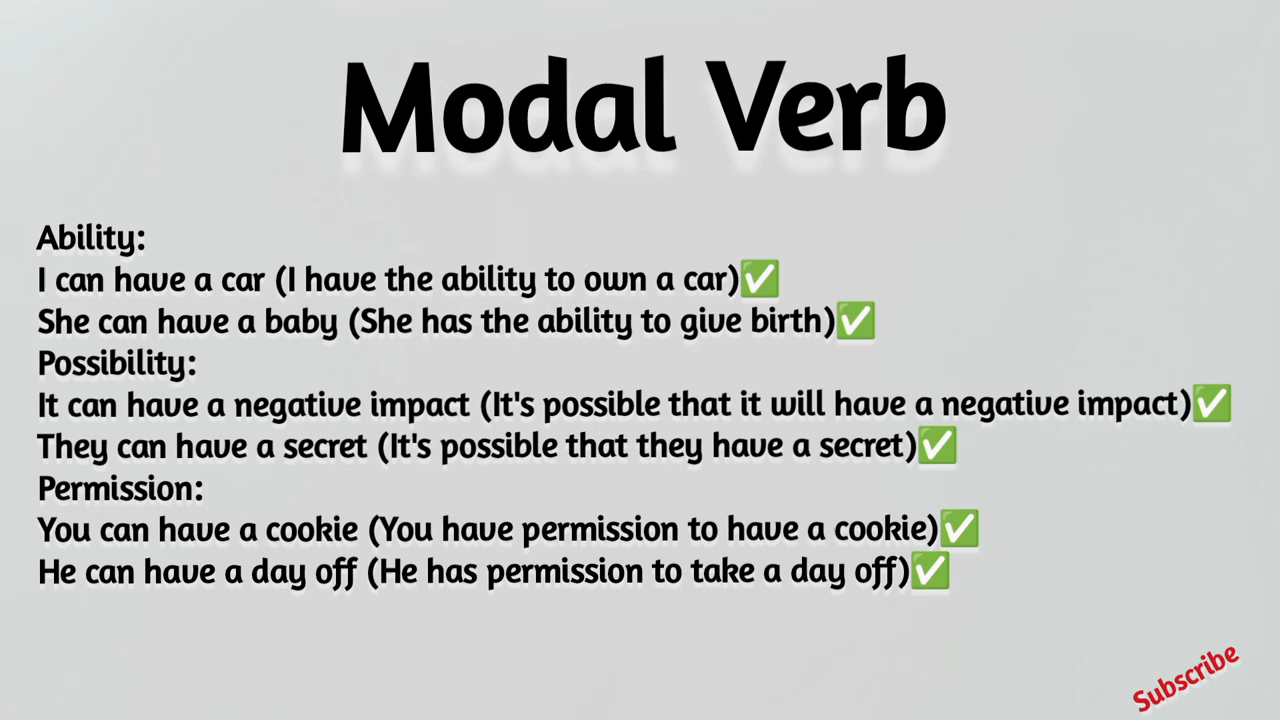 Modal Verb
Ability:
I can have a car (I have the ability to own a car)✅
She can have a baby (She has the ability to give birth)✅
Possibility:
It can have a negative impact (It's possible that it will have a negative impact)✅
They can have a secret (It's possible that they have a secret)✅
Permission:
You can have a cookie (You have permission to have a cookie)✅
He can have a day off (He has permission to take a day off)✅
Subscribe